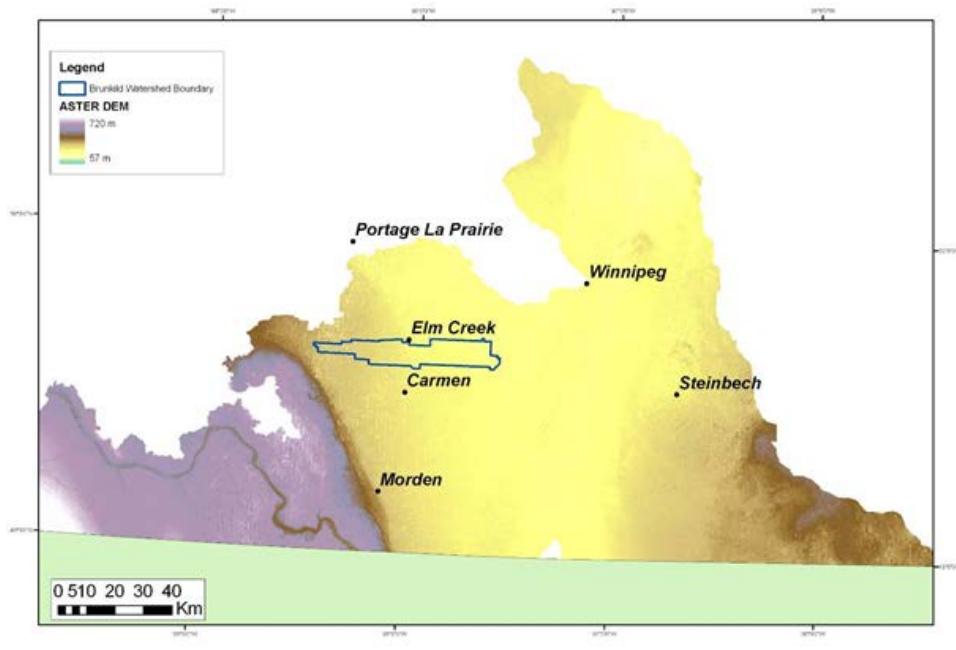 Legend
Brunkild Watershed Boundary
ASTER DEM
720 m
57 m
Portage La Prairie
Winnipeg
Elm Creek
Carmen
Steinbech
Morden
0 510 20 30 40
Km